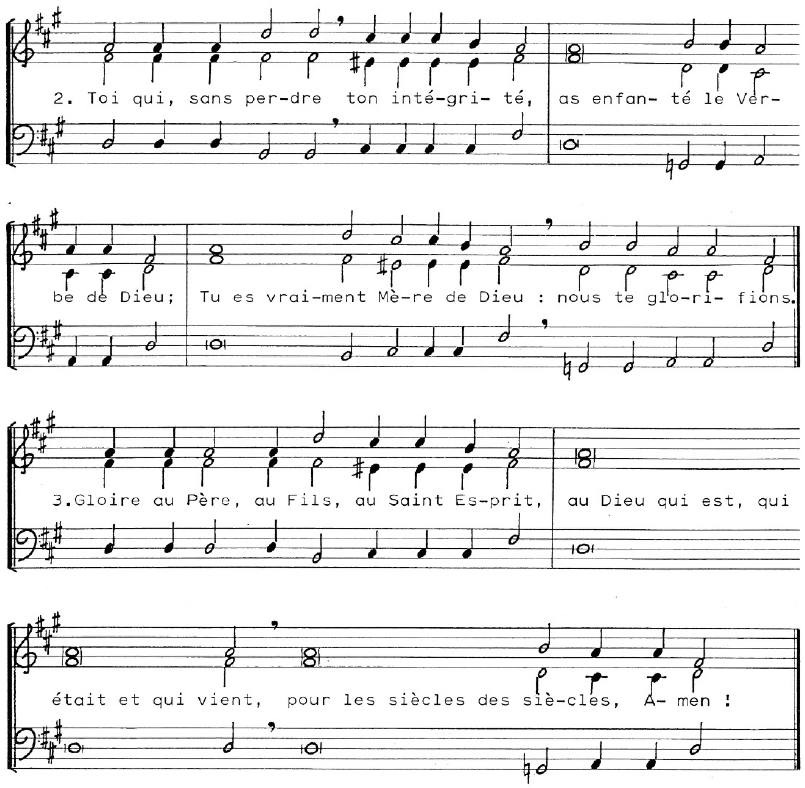 2. Toi qui, sans per-dre ton inté-gri- té, as enfan- té le Ver-
be de Dieu; Tu es vrai-ment Mè-re de Dieu : nous te glo-ri- fions.
3.Gloire au Père, au Fils, au Saint Es-prit, au Dieu qui est, qui
était et qui vient, pour les siècles des siè-cles, A- men !